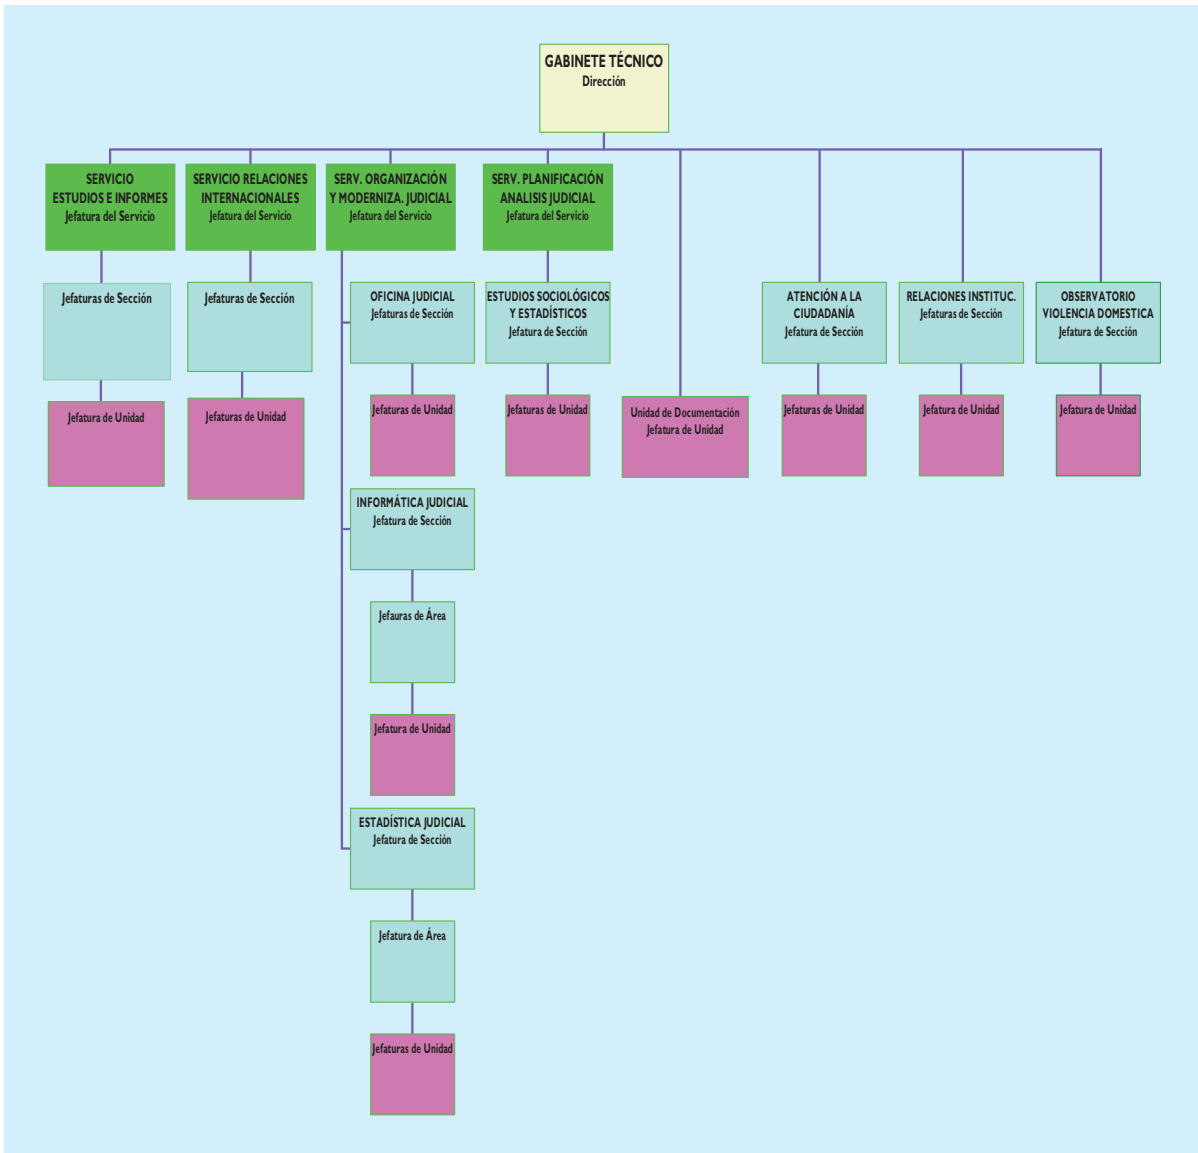 GABINETE TÉCNICO
Dirección
SERVICIO
ESTUDIOS E INFORMES
Jefatura del Servicio
SERVICIO RELACIONES
INTERNACIONALES
Jefatura del Servicio
SERV. ORGANIZACIÓN
Y MODERNIZA. JUDICIAL
Jefatura del Servicio
SERV. PLANIFICACIÓN
ANALISIS JUDICIAL
Jefatura del Servicio
Jefaturas de Sección
Jefaturas de Sección
OFICINA JUDICIAL
Jefaturas de Sección
ESTUDIOS SOCIOLÓGICOS
Y ESTADÍSTICOS
Jefatura de Sección
ATENCIÓN A LA
CIUDADANÍA
Jefatura de Sección
RELACIONES INSTITUC.
Jefaturas de Sección
OBSERVATORIO
VIOLENCIA DOMESTICA
Jefatura de Sección
Jefatura de Unidad
Jefaturas de Unidad
Jefaturas de Unidad
Jefaturas de Unidad
Unidad de Documentación
Jefatura de Unidad
Jefaturas de Unidad
Jefatura de Unidad
Jefatura de Unidad
INFORMÁTICA JUDICIAL
Jefatura de Sección
Jefauras de Área
Jefatura de Unidad
ESTADÍSTICA JUDICIAL
Jefatura de Sección
Jefatura de Área
Jefaturas de Unidad